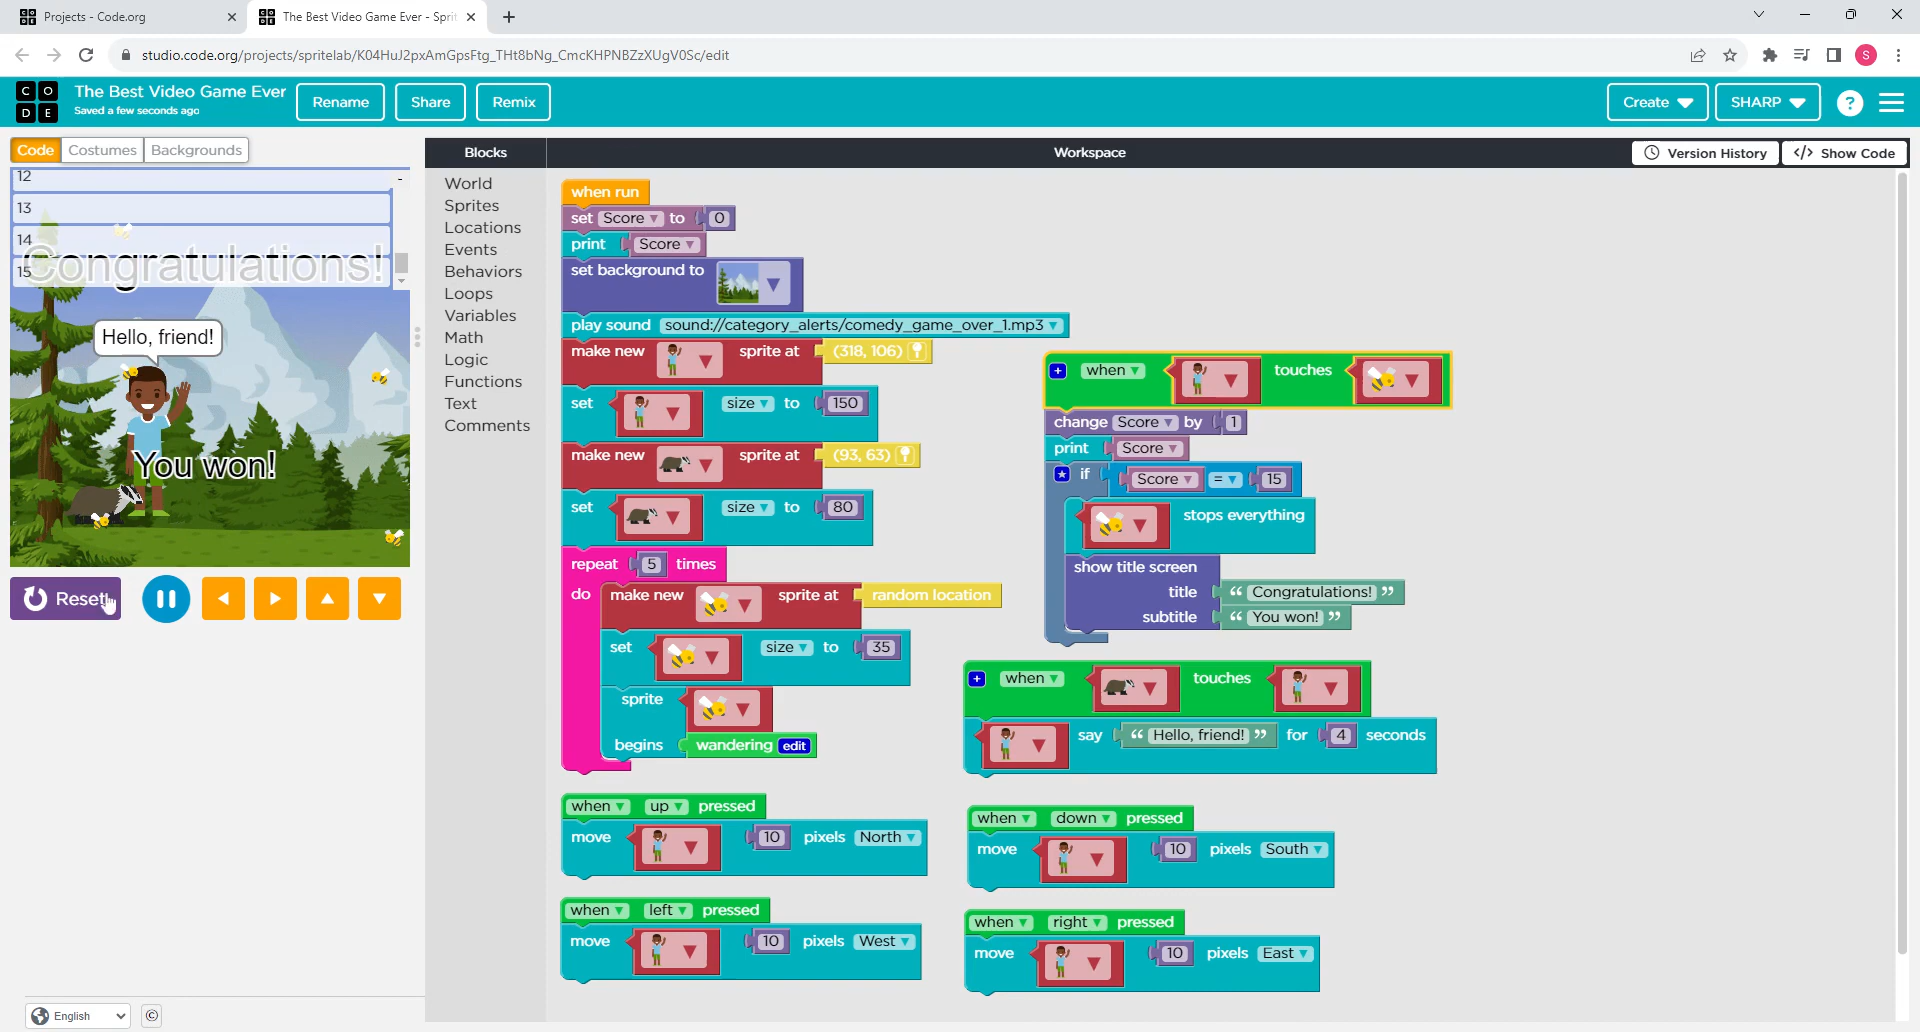 Projects - Code.org
The Best Video Game Ever - Sprit
studio.code.org/projects/spritelab/K04HuJ2pxAmGpsFtg_THt8bNg_CmcKHPNBZzXUgV0Sc/edit
S
C O D E
The Best Video Game Ever
Saved a few seconds ago
Rename
Share
Remix
Create
SHARP
?
Code
Costumes
Backgrounds
Blocks
Workspace
Version History
</> Show Code
12
13
14
15
Congratulations!
Hello, friend!
You won!
Reset
World
Sprites
Locations
Events
Behaviors
Loops
Variables
Math
Logic
Functions
Text
Comments
when run
set Score to 0
print Score
set background to
play sound sound://category_alerts/comedy_game_over_1.mp3
make new sprite at (318, 106)
set size to 150
make new sprite at (93, 63)
set size to 80
repeat 5 times
do make new sprite at random location
set size to 35
sprite
begins wandering edit
when touches
change Score by 1
print Score
if Score = 15
stops everything
show title screen
title “ Congratulations! ”
subtitle “ You won! ”
when touches
say “ Hello, friend! ” for 4 seconds
when up pressed
move 10 pixels North
when down pressed
move 10 pixels South
when left pressed
move 10 pixels West
when right pressed
move 10 pixels East
English
©